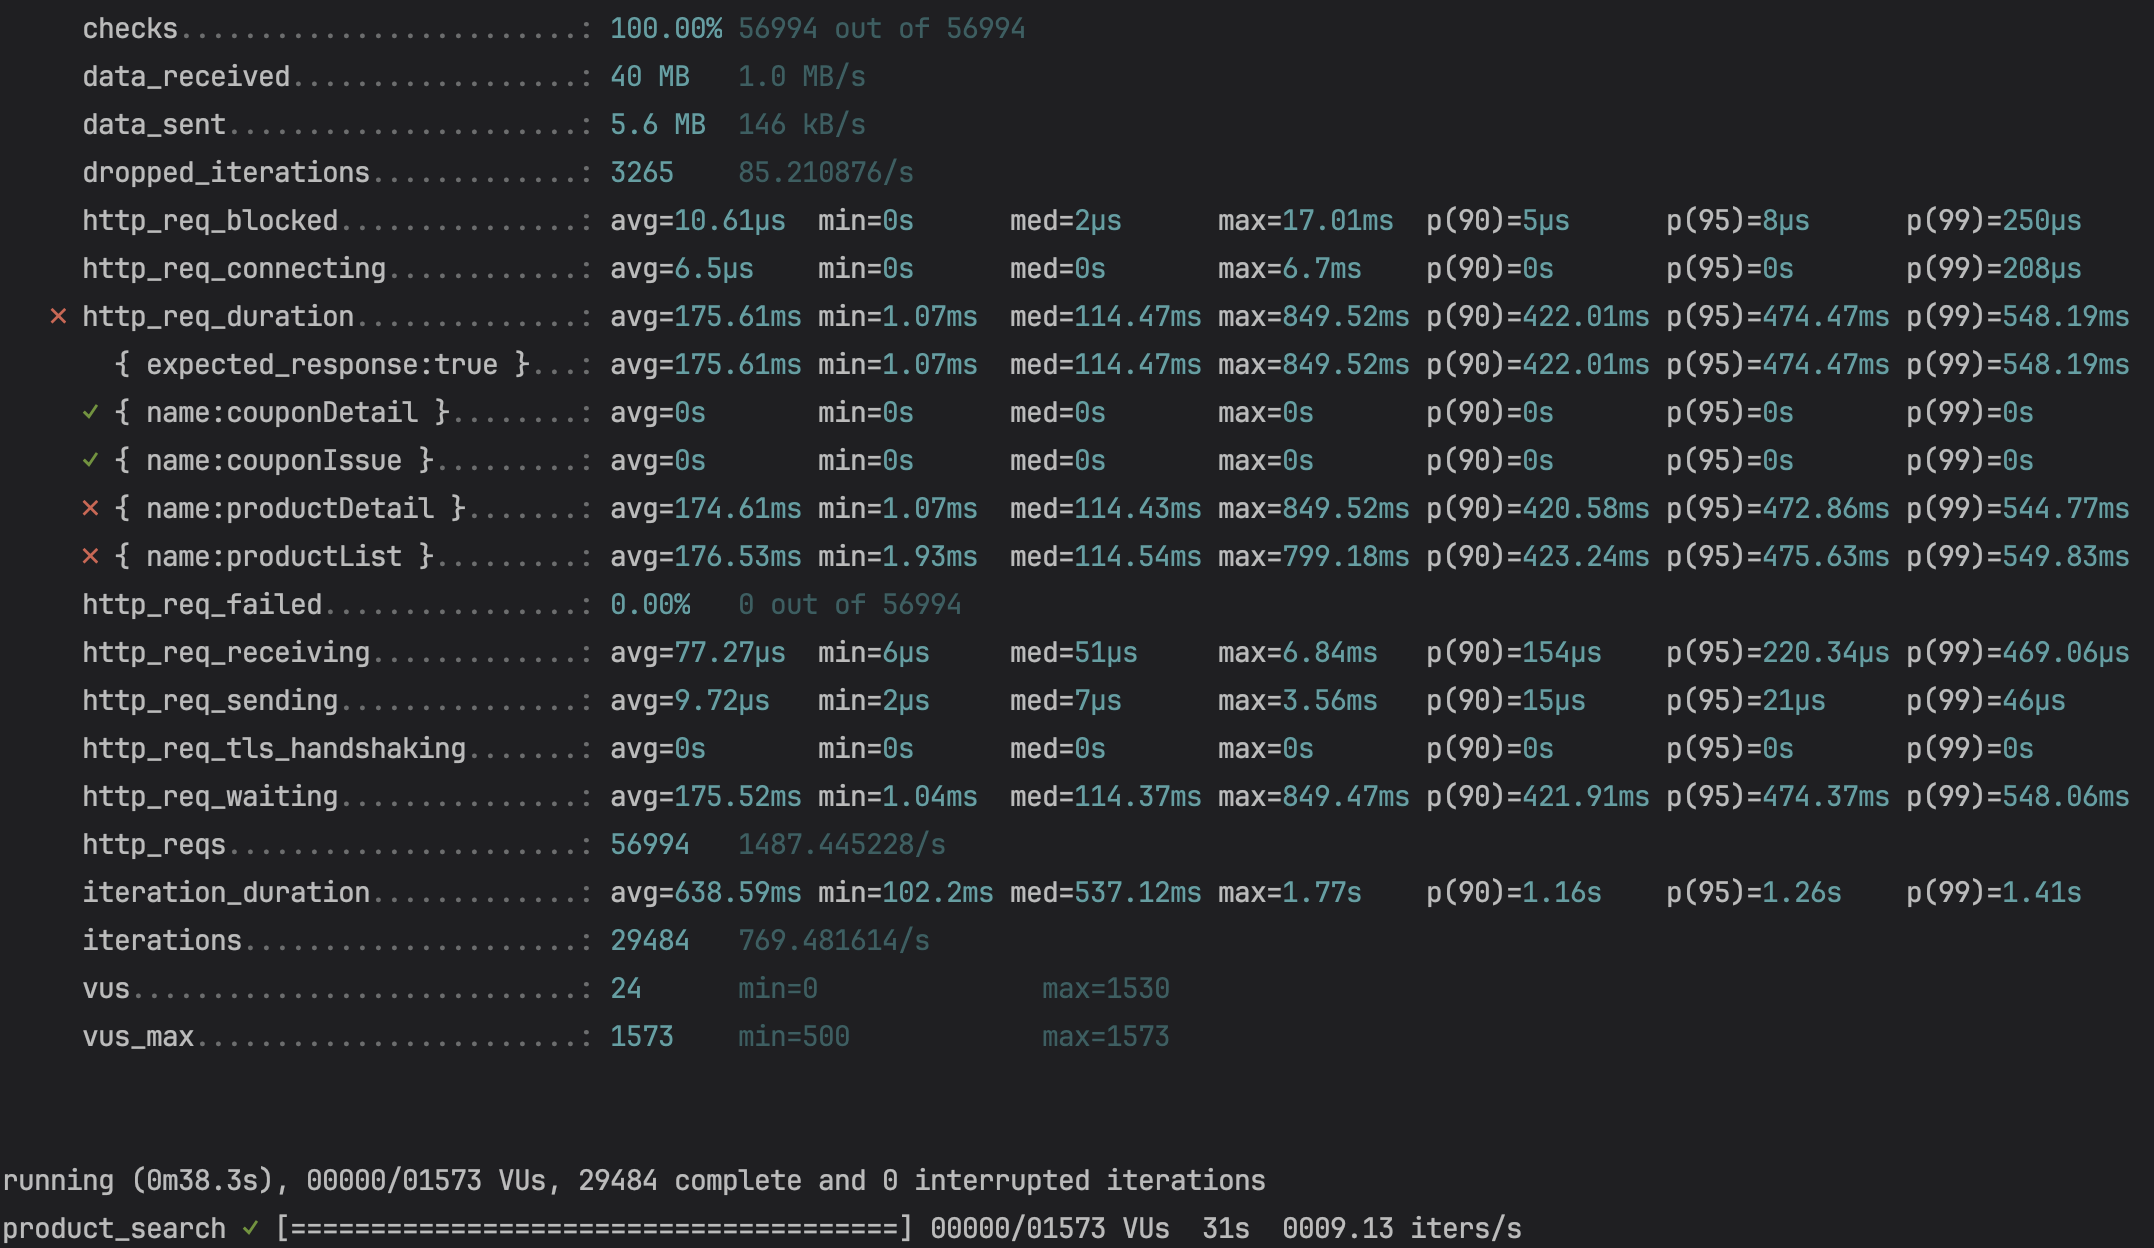 checks.........................: 100.00% 56994 out of 56994
data_received..................: 40 MB 1.0 MB/s
data_sent......................: 5.6 MB 146 kB/s
dropped_iterations.............: 3265 85.210876/s
http_req_blocked...............: avg=10.61µs min=0s med=2µs max=17.01ms p(90)=5µs p(95)=8µs p(99)=250µs
http_req_connecting............: avg=6.5µs min=0s med=0s max=6.7ms p(90)=0s p(95)=0s p(99)=208µs
✗ http_req_duration..............: avg=175.61ms min=1.07ms med=114.47ms max=849.52ms p(90)=422.01ms p(95)=474.47ms p(99)=548.19ms
{ expected_response:true }...: avg=175.61ms min=1.07ms med=114.47ms max=849.52ms p(90)=422.01ms p(95)=474.47ms p(99)=548.19ms
✓ { name:couponDetail }........: avg=0s min=0s med=0s max=0s p(90)=0s p(95)=0s p(99)=0s
✓ { name:couponIssue }.........: avg=0s min=0s med=0s max=0s p(90)=0s p(95)=0s p(99)=0s
✗ { name:productDetail }.......: avg=174.61ms min=1.07ms med=114.43ms max=849.52ms p(90)=420.58ms p(95)=472.86ms p(99)=544.77ms
✗ { name:productList }.........: avg=176.53ms min=1.93ms med=114.54ms max=799.18ms p(90)=423.24ms p(95)=475.63ms p(99)=549.83ms
http_req_failed................: 0.00% 0 out of 56994
http_req_receiving.............: avg=77.27µs min=6µs med=51µs max=6.84ms p(90)=154µs p(95)=220.34µs p(99)=469.06µs
http_req_sending...............: avg=9.72µs min=2µs med=7µs max=3.56ms p(90)=15µs p(95)=21µs p(99)=46µs
http_req_tls_handshaking.......: avg=0s min=0s med=0s max=0s p(90)=0s p(95)=0s p(99)=0s
http_req_waiting...............: avg=175.52ms min=1.04ms med=114.37ms max=849.47ms p(90)=421.91ms p(95)=474.37ms p(99)=548.06ms
http_reqs......................: 56994 1487.445228/s
iteration_duration.............: avg=638.59ms min=102.2ms med=537.12ms max=1.77s p(90)=1.16s p(95)=1.26s p(99)=1.41s
iterations.....................: 29484 769.481614/s
vus............................: 24 min=0 max=1530
vus_max........................: 1573 min=500 max=1573
running (0m38.3s), 00000/01573 VUs, 29484 complete and 0 interrupted iterations
product_search ✓ [======================================] 00000/01573 VUs 31s 0009.13 iters/s